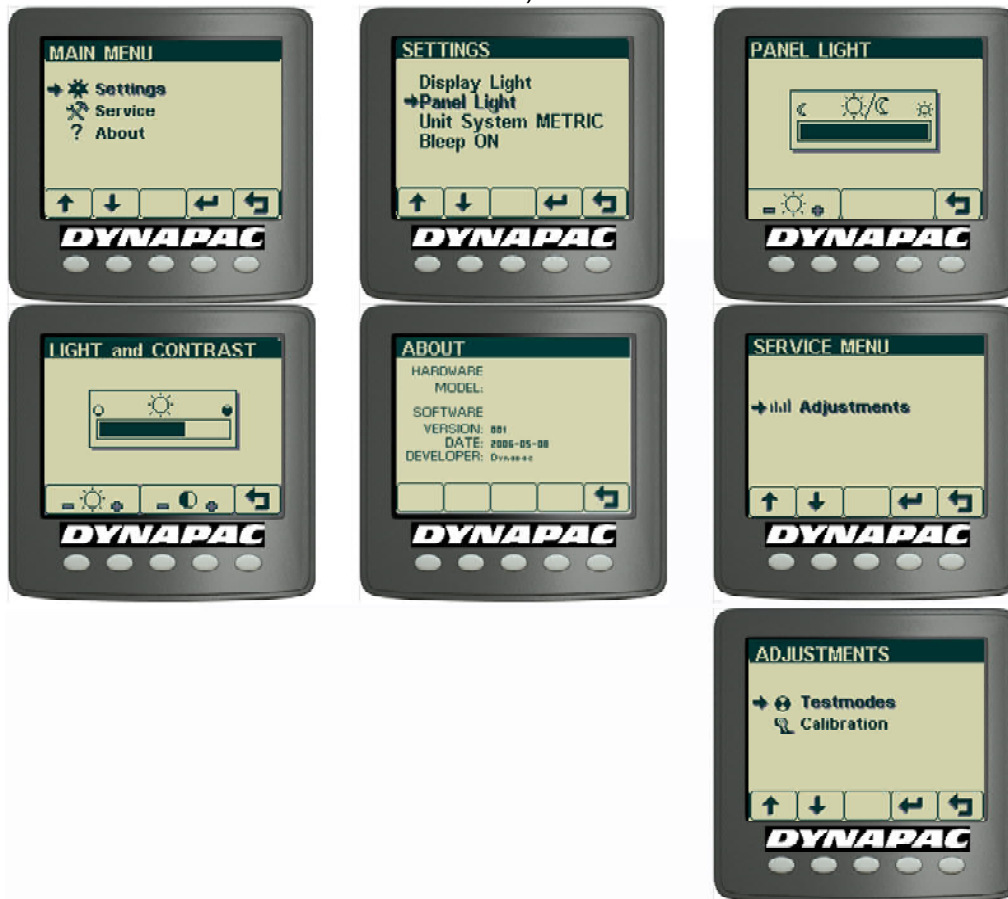 MAIN MENU
Settings
Service
? About
DYNAPAC
SETTINGS
Display Light
Panel Light
Unit System METRIC
Bleep ON
DYNAPAC
PANEL LIGHT
DYNAPAC
LIGHT and CONTRAST
DYNAPAC
ABOUT
HARDWARE
MODEL:
SOFTWARE
VERSION: 001
DATE: 2006-05-08
DEVELOPER: Dynapac
DYNAPAC
SERVICE MENU
Adjustments
DYNAPAC
ADJUSTMENTS
Testmodes
Calibration
DYNAPAC